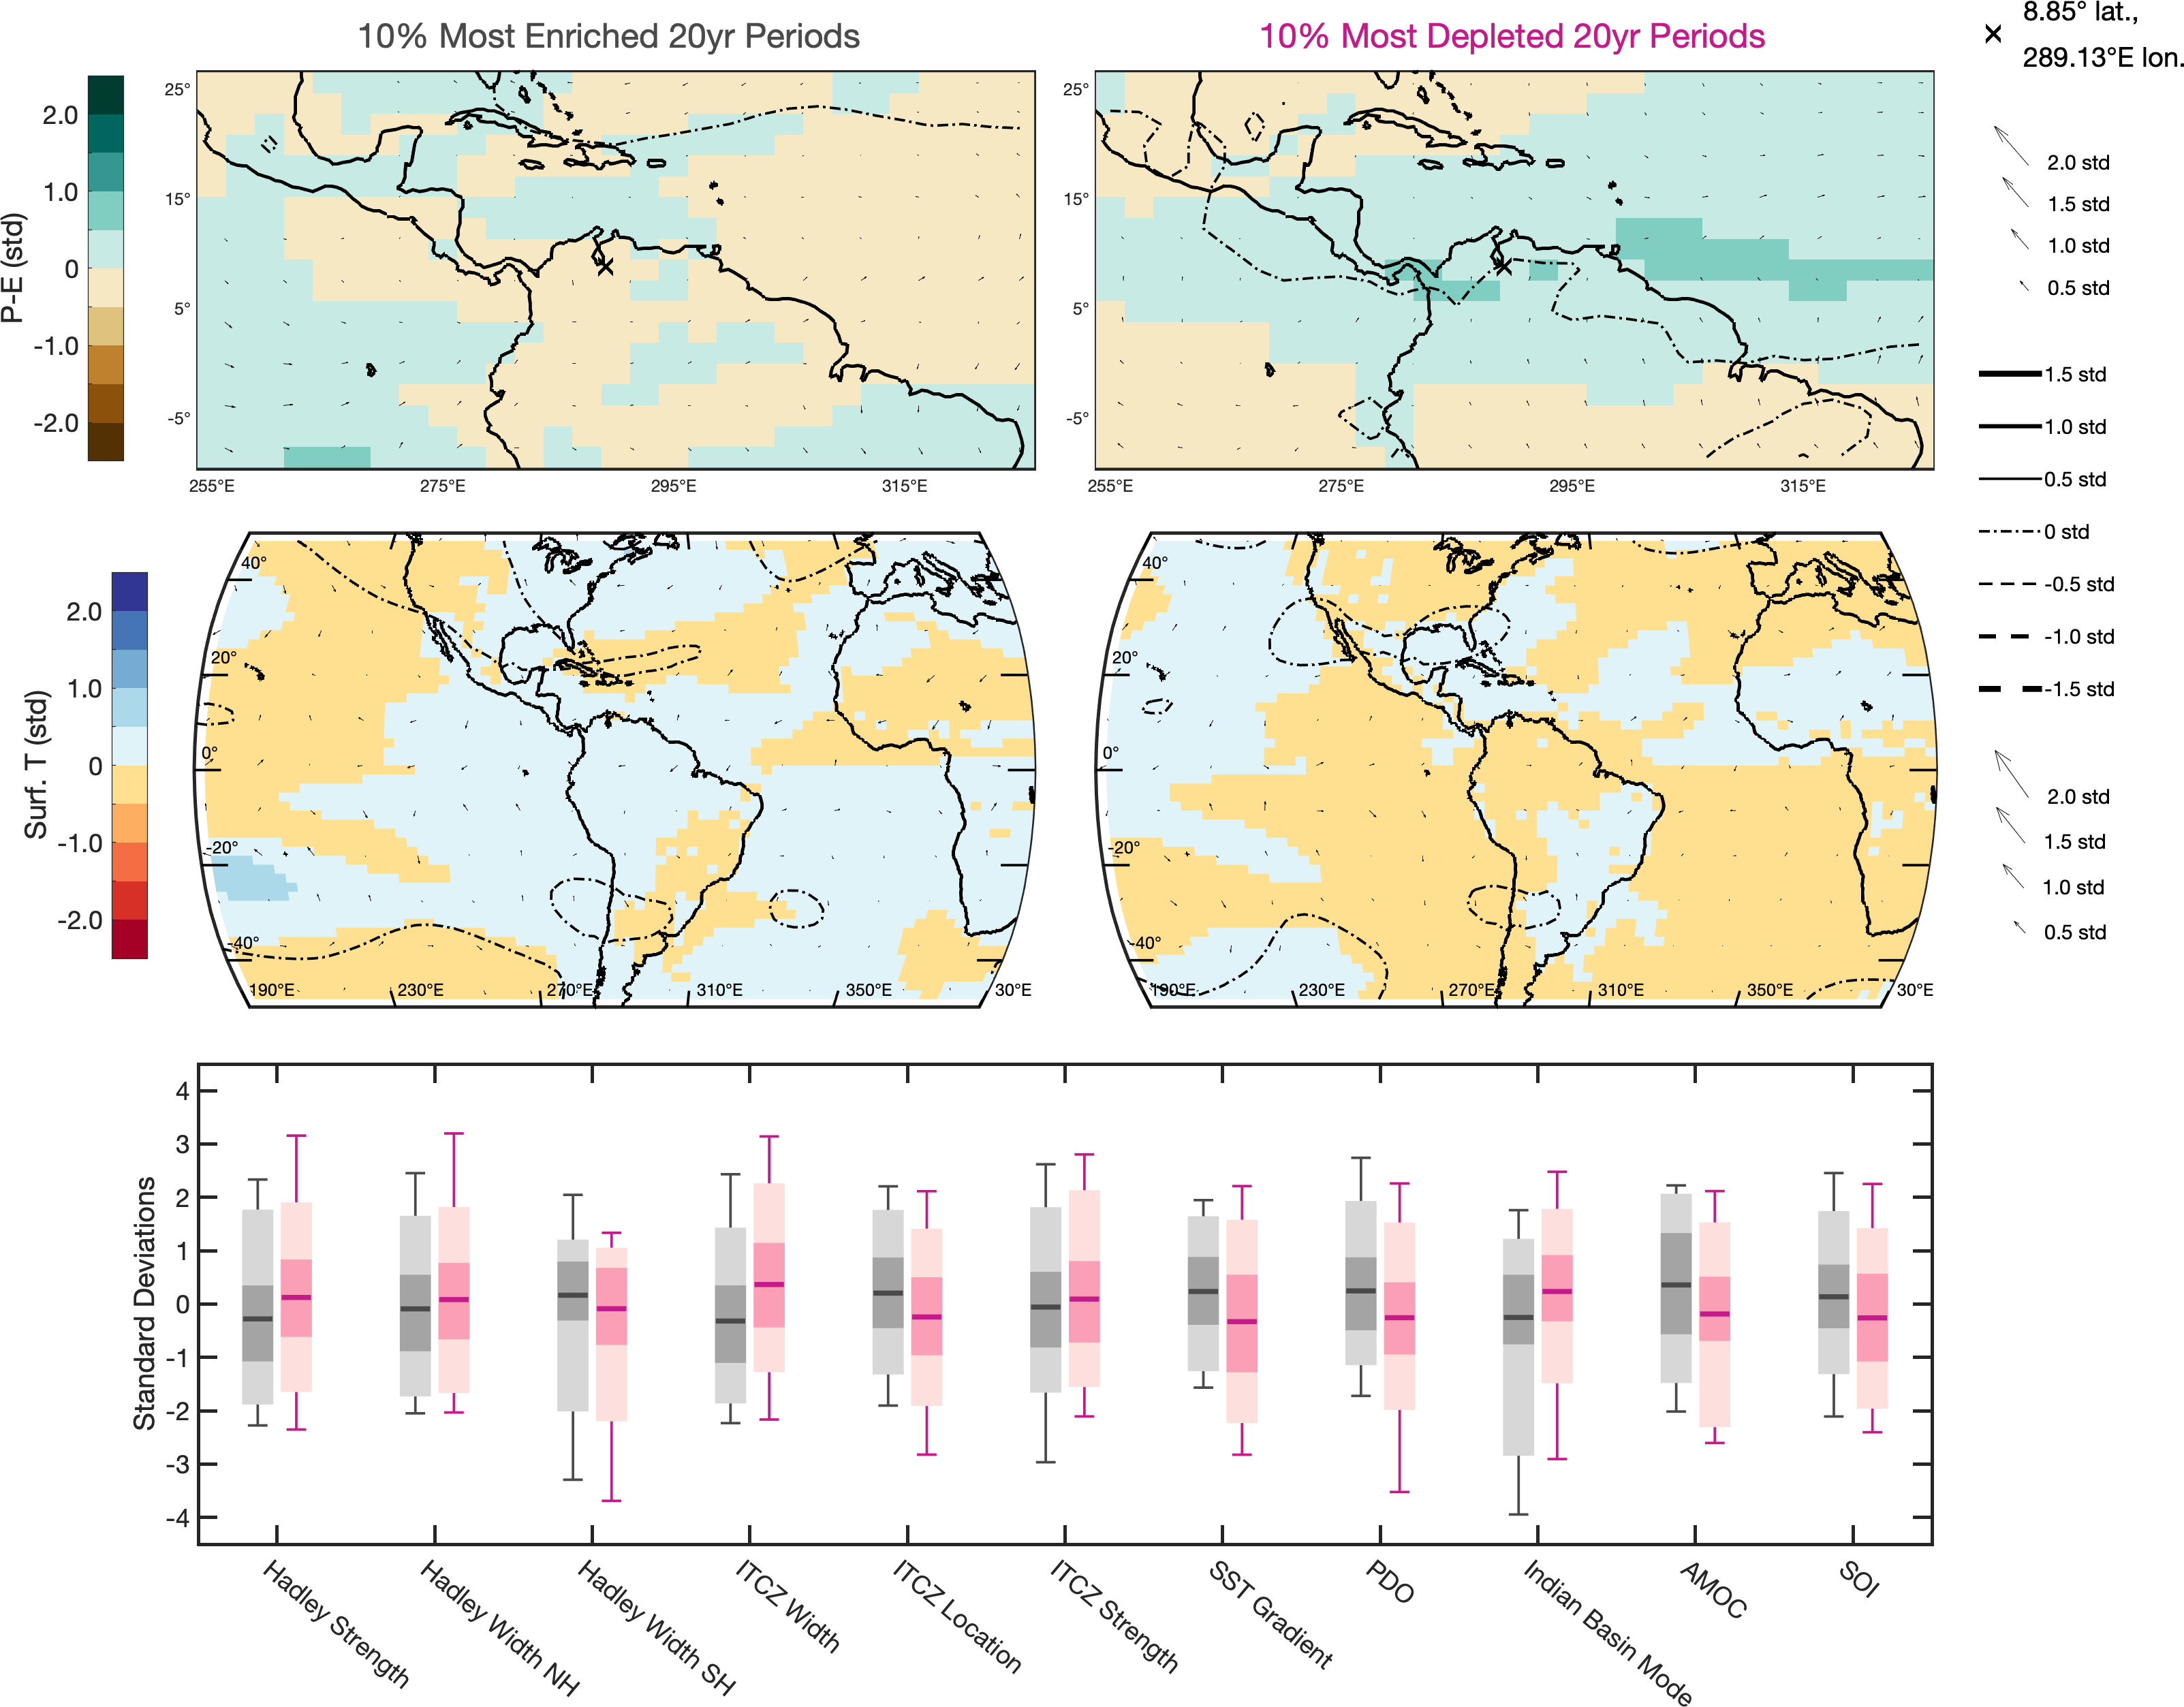 10% Most Enriched 20yr Periods
10% Most Depleted 20yr Periods
8.85° lat.,
289.13°E lon.
P-E (std)
2.0
1.0
0
-1.0
-2.0
25°
15°
5°
-5°
255°E 275°E 295°E 315°E
25°
15°
5°
-5°
255°E 275°E 295°E 315°E
2.0 std
1.5 std
1.0 std
0.5 std
1.5 std
1.0 std
0.5 std
0 std
-0.5 std
-1.0 std
-1.5 std
Surf. T (std)
2.0
1.0
0
-1.0
-2.0
40°
20°
0°
-20°
-40°
190°E 230°E 270°E 310°E 350°E 30°E
40°
20°
0°
-20°
-40°
190°E 230°E 270°E 310°E 350°E 30°E
2.0 std
1.5 std
1.0 std
0.5 std
Standard Deviations
4
3
2
1
0
-1
-2
-3
-4
Hadley Strength
Hadley Width NH
Hadley Width SH
ITCZ Width
ITCZ Location
ITCZ Strength
SST Gradient
PDO
Indian Basin Mode
AMOC
SOI